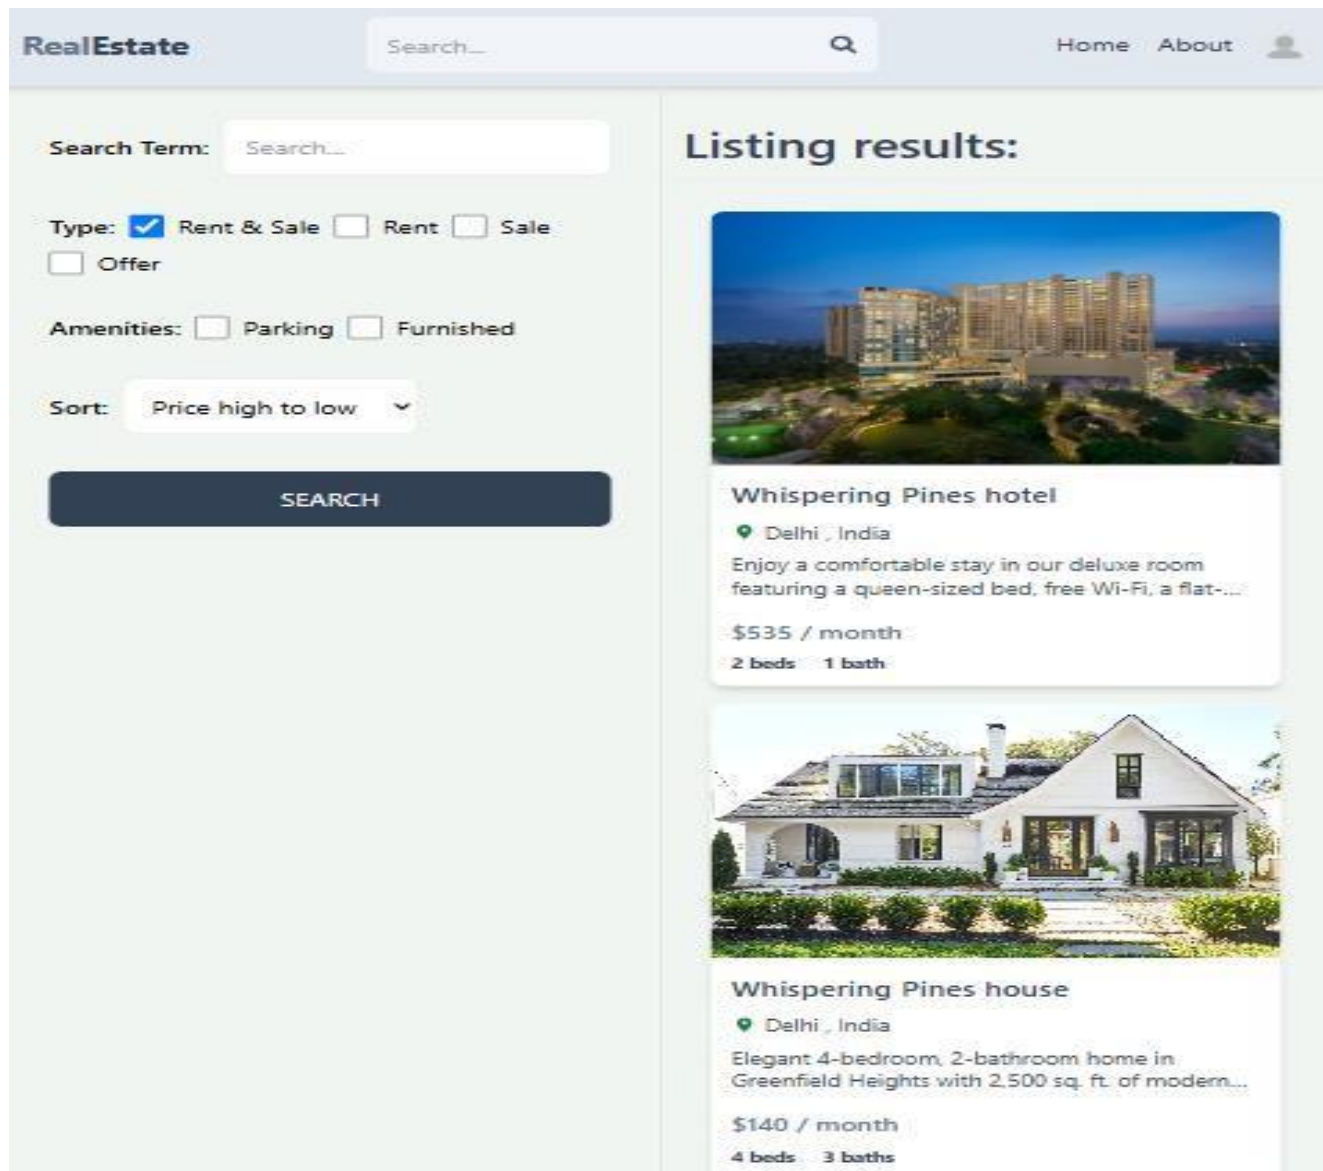 RealEstate Search... Home About
Search Term: Search...
Type: Rent & Sale Rent Sale
Offer
Amenities: Parking Furnished
Sort: Price high to low
SEARCH
Listing results:
Whispering Pines hotel
Delhi , India
Enjoy a comfortable stay in our deluxe room
featuring a queen-sized bed, free Wi-Fi, a flat-...
$535 / month
2 beds 1 bath
Whispering Pines house
Delhi , India
Elegant 4-bedroom, 2-bathroom home in
Greenfield Heights with 2,500 sq. ft. of modern...
$140 / month
4 beds 3 baths